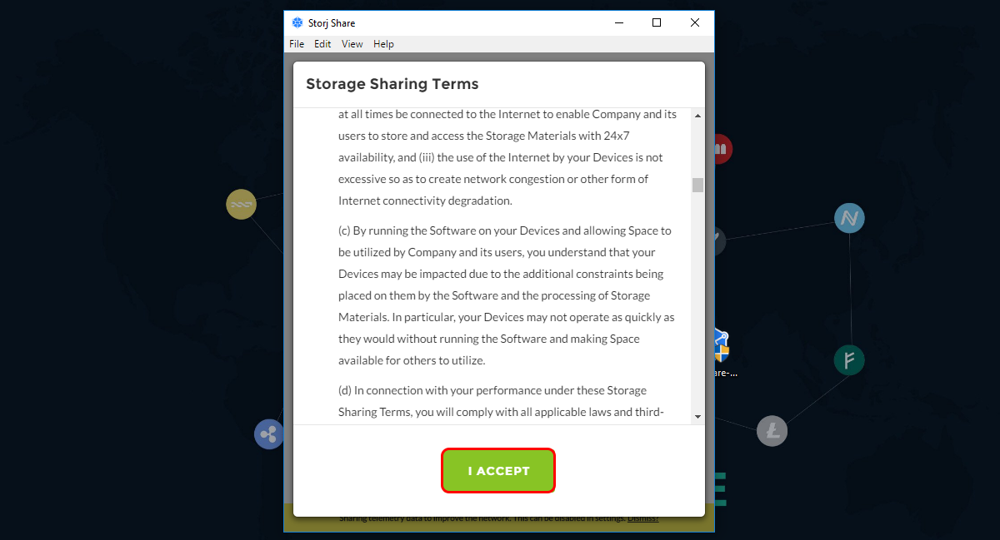 Storj Share
File Edit View Help
Storage Sharing Terms
at all times be connected to the Internet to enable Company and its
users to store and access the Storage Materials with 24x7
availability, and (iii) the use of the Internet by your Devices is not
excessive so as to create network congestion or other form of
Internet connectivity degradation.
(c) By running the Software on your Devices and allowing Space to
be utilized by Company and its users, you understand that your
Devices may be impacted due to the additional constraints being
placed on them by the Software and the processing of Storage
Materials. In particular, your Devices may not operate as quickly as
they would without running the Software and making Space
available for others to utilize.
are-...
(d) In connection with your performance under these Storage
Sharing Terms, you will comply with all applicable laws and third-
I ACCEPT
Sharing telemetry data to improve the network. This can be disabled in settings. Dismiss?